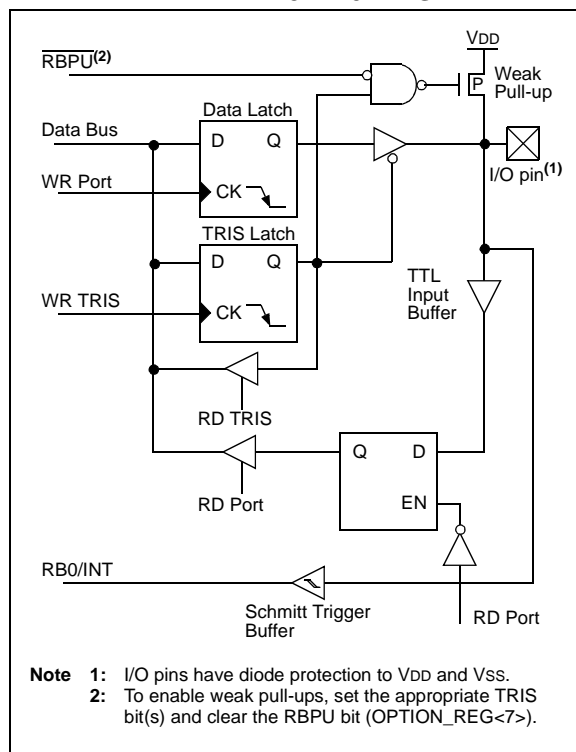 VDD
RBPU(2)
P
Weak
Pull-up
Data Latch
Data Bus
D Q
I/O pin(1)
WR Port
CK
TRIS Latch
D Q
TTL
Input
Buffer
WR TRIS
CK
RD TRIS
Q D
RD Port
EN
RB0/INT
Schmitt Trigger
Buffer
RD Port
Note 1: I/O pins have diode protection to VDD and VSS.
2: To enable weak pull-ups, set the appropriate TRIS
bit(s) and clear the RBPU bit (OPTION_REG<7>).